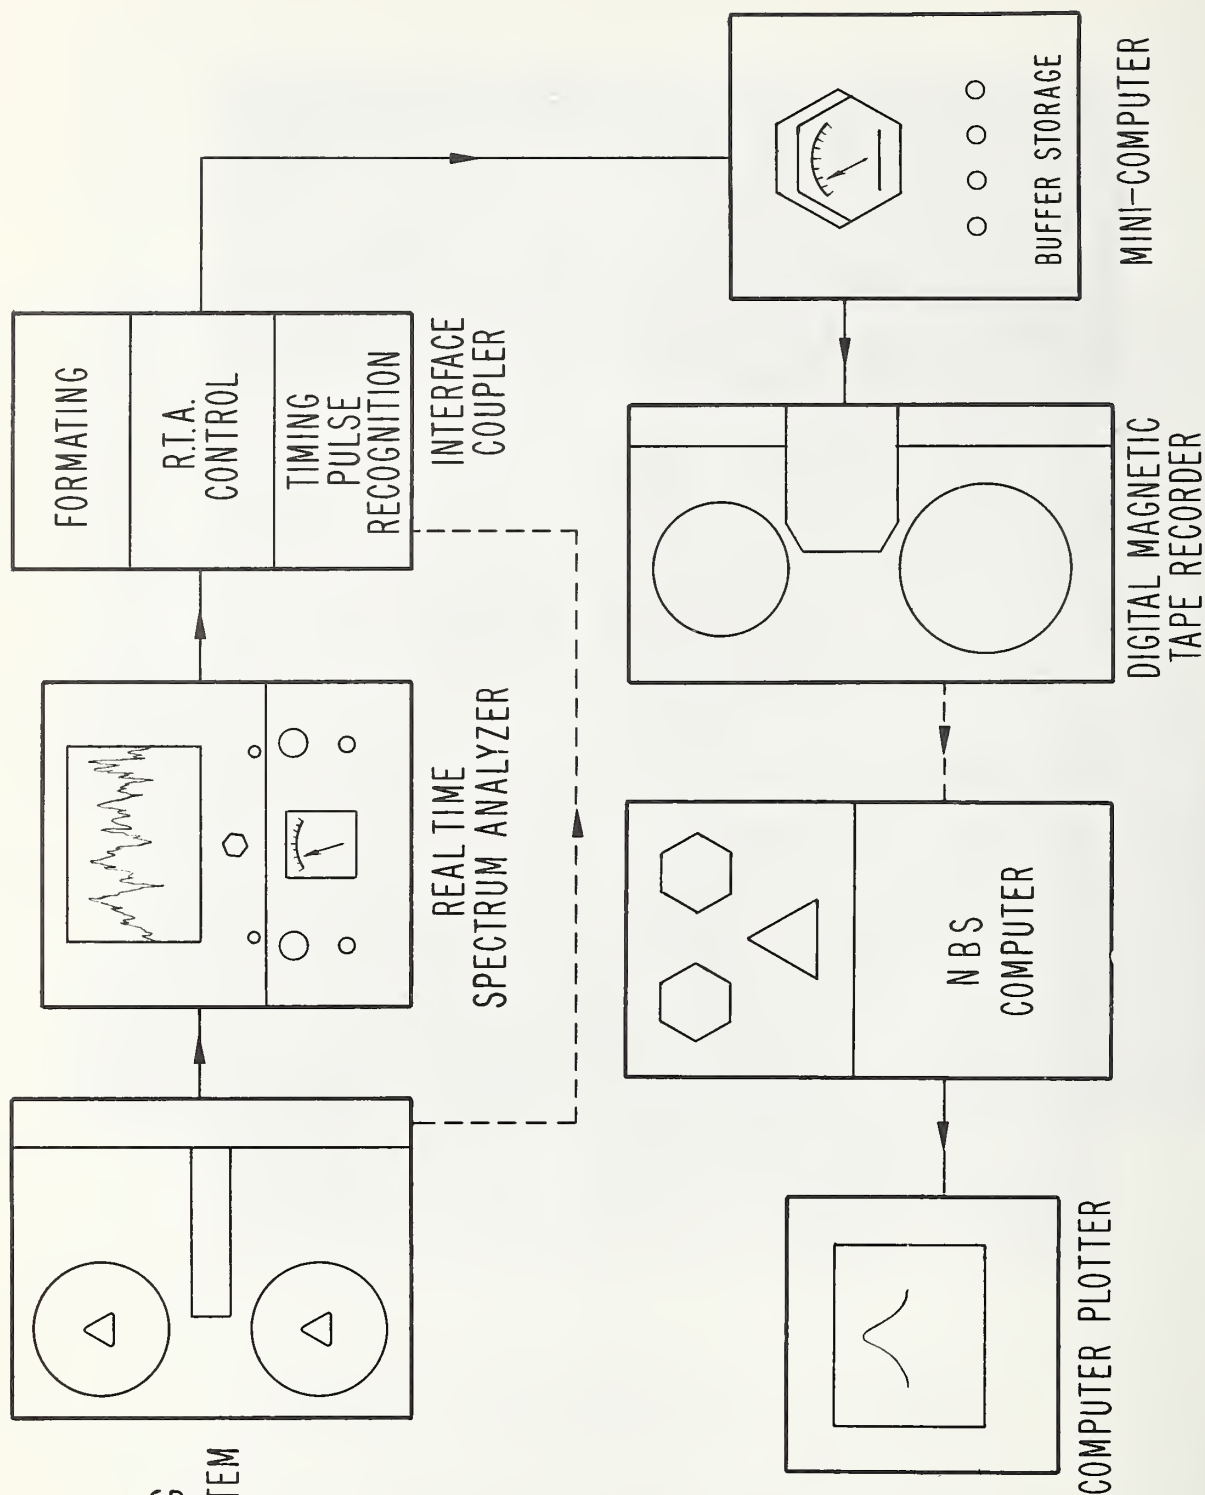 FORMATING
R.T.A.
CONTROL
TIMING
PULSE
RECOGNITION
INTERFACE
COUPLER
REAL TIME
SPECTRUM ANALYZER
BUFFER STORAGE
MINI-COMPUTER
DIGITAL MAGNETIC
TAPE RECORDER
NBS
COMPUTER
COMPUTER PLOTTER